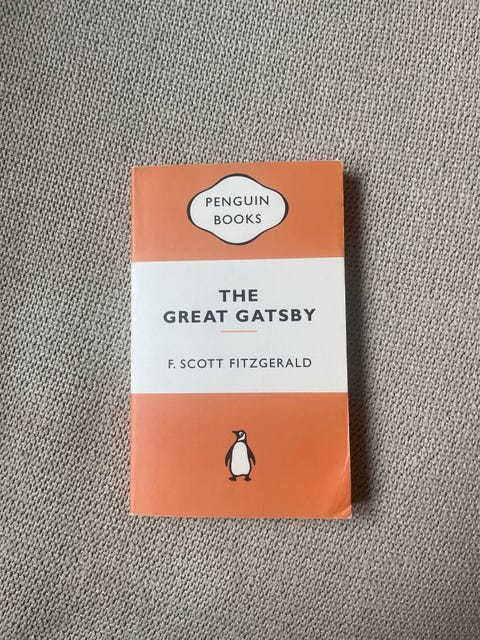 PENGUIN
BOOKS
THE
GREAT GATSBY
F. SCOTT FITZGERALD